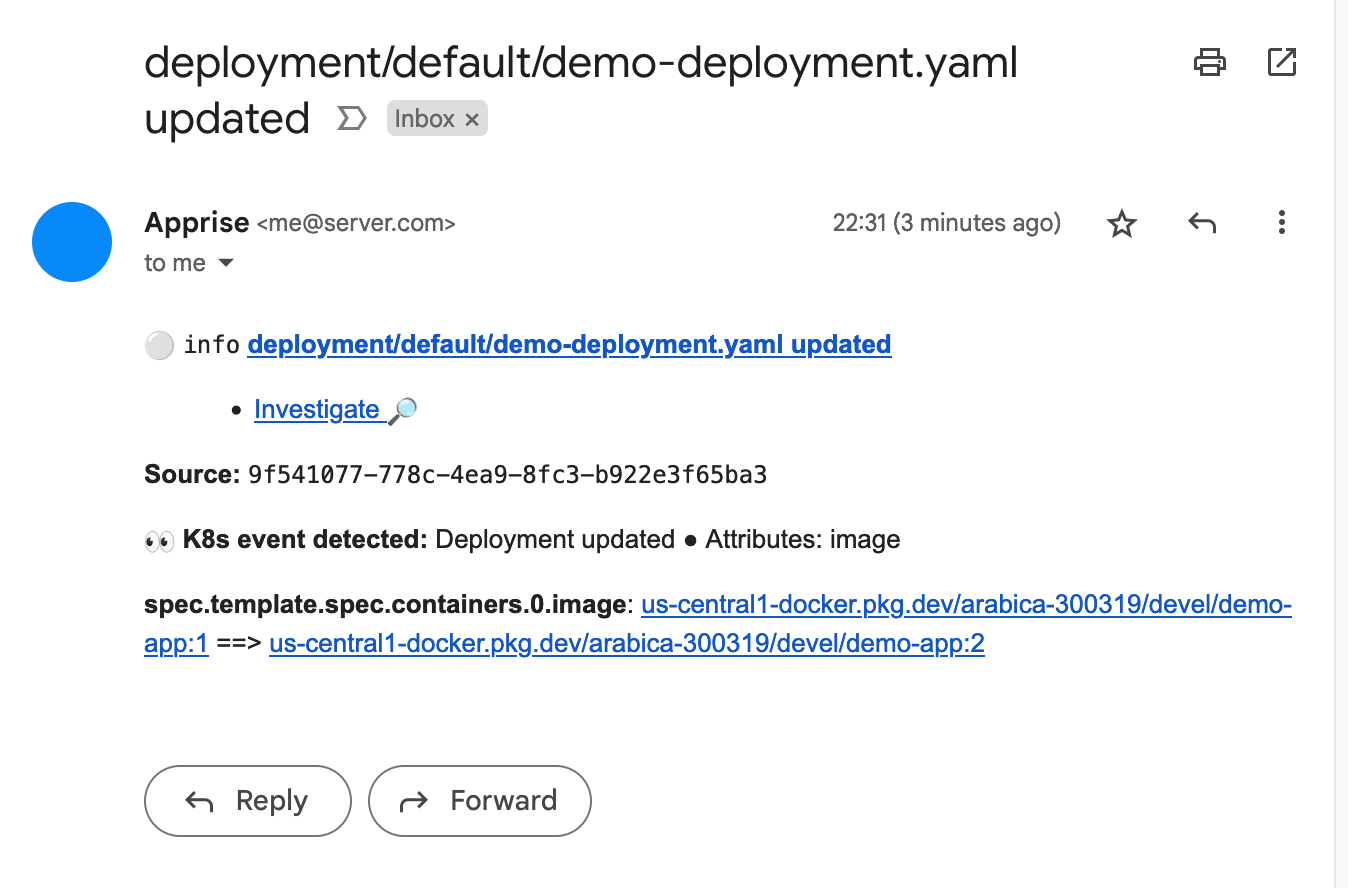 deployment/default/demo-deployment.yaml
updated Inbox ×
Apprise <me@server.com> 22:31 (3 minutes ago)
to me
info deployment/default/demo-deployment.yaml updated
• Investigate 🔎
Source: 9f541077-778c-4ea9-8fc3-b922e3f65ba3
👀 K8s event detected: Deployment updated ● Attributes: image
spec.template.spec.containers.0.image: us-central1-docker.pkg.dev/arabica-300319/devel/demo-
app:1 ==> us-central1-docker.pkg.dev/arabica-300319/devel/demo-app:2
Reply Forward